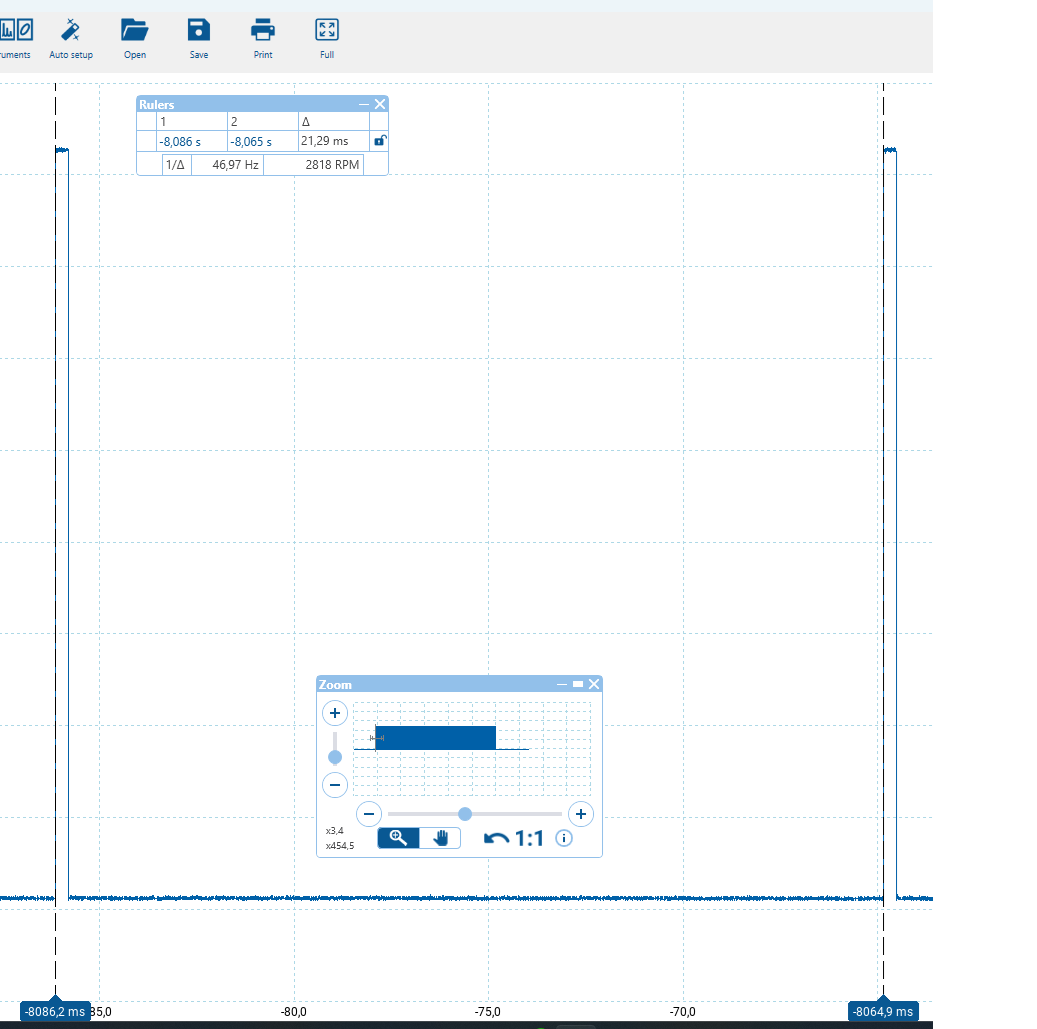 uments Auto setup Open Save Print Full
Rulers
1 2 Δ
-8,086 s -8,065 s 21,29 ms
1/Δ 46,97 Hz 2818 RPM
Zoom
x3,4
x454,5
1:1
-8086,2 ms 85,0 -80,0 -75,0 -70,0 -8064,9 ms